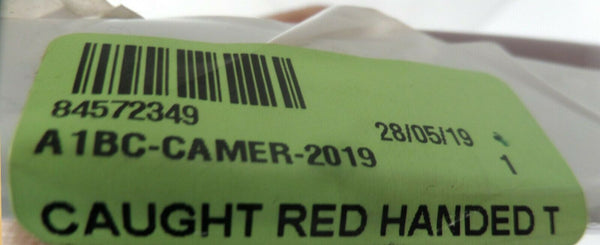 84572349
A1BC-CAMER-2019
28/05/19
1
CAUGHT RED HANDED T